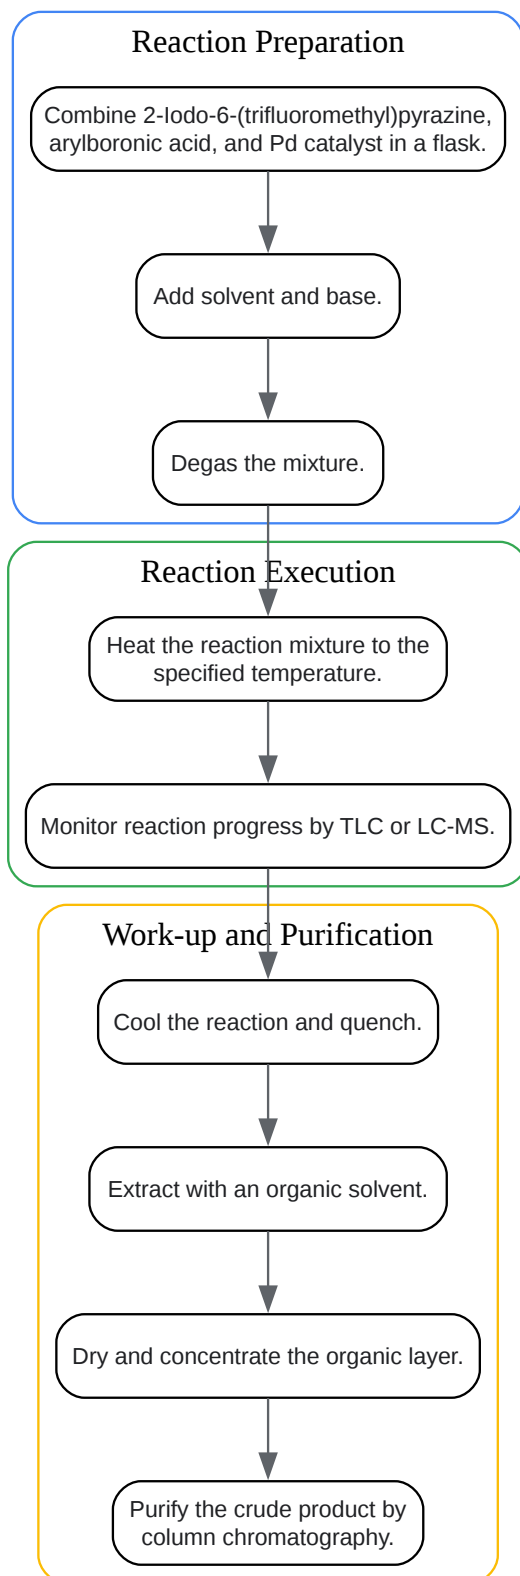 Reaction Preparation
Combine 2-Iodo-6-(trifluoromethyl)pyrazine,
arylboronic acid, and Pd catalyst in a flask.
Add solvent and base.
Degas the mixture.
Reaction Execution
Heat the reaction mixture to the
specified temperature.
Monitor reaction progress by TLC or LC-MS.
Work-up and Purification
Cool the reaction and quench.
Extract with an organic solvent.
Dry and concentrate the organic layer.
Purify the crude product by
column chromatography.